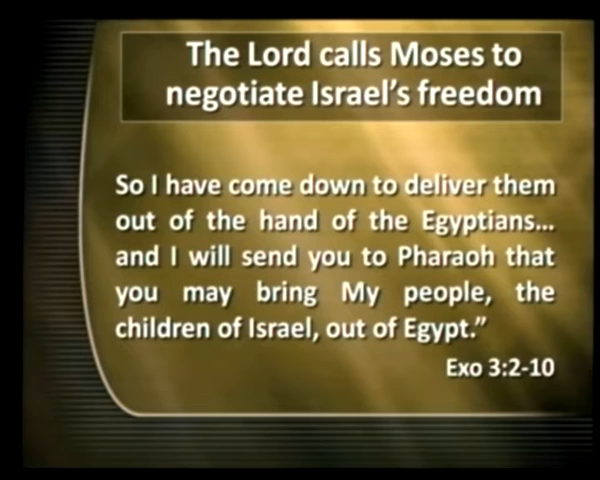 The Lord calls Moses to
negotiate Israel’s freedom
So I have come down to deliver them
out of the hand of the Egyptians...
and I will send you to Pharaoh that
you may bring My people, the
children of Israel, out of Egypt.”
Exo 3:2-10